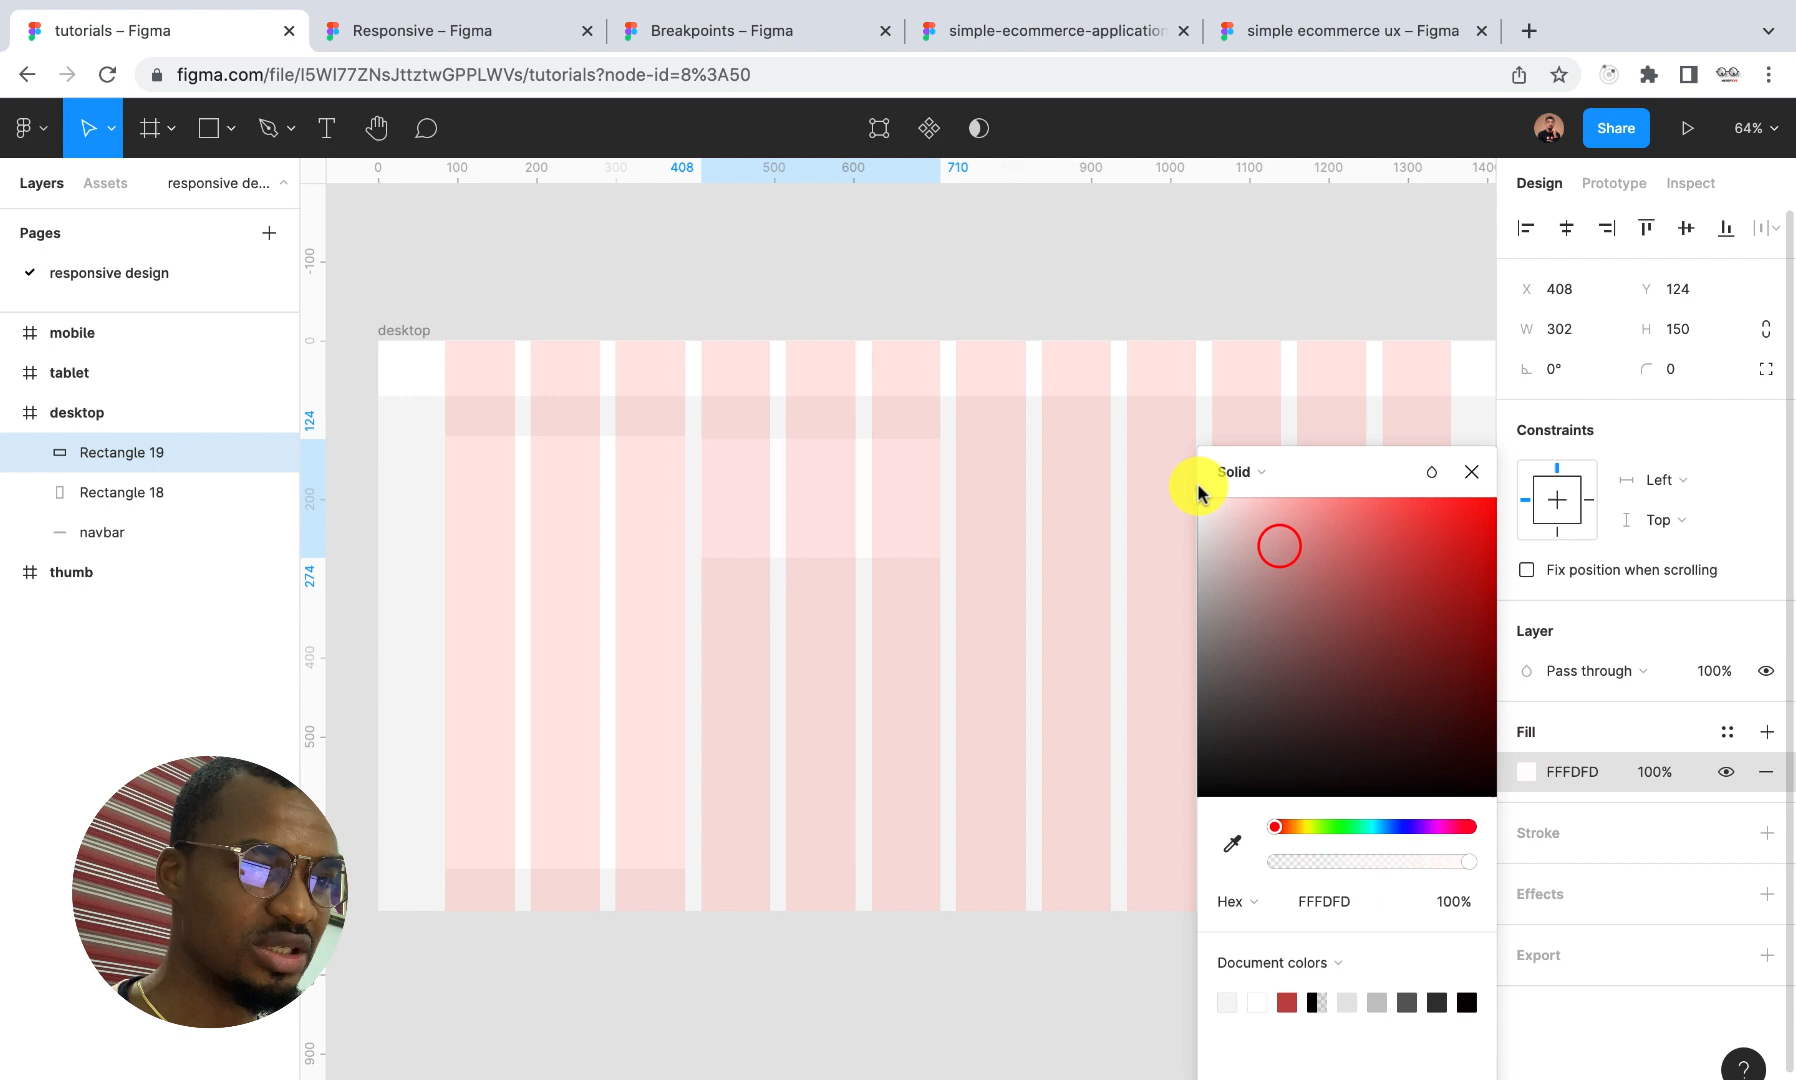 tutorials – Figma
Responsive – Figma
Breakpoints – Figma
simple-ecommerce-application
simple ecommerce ux – Figma
figma.com/file/I5WI77ZNsJttztwGPPLWVs/tutorials?node-id=8%3A50
Share
64%
Layers
Assets
responsive de...
0
100
200
300
408
500
600
710
900
1000
1100
1200
1300
1400
Design
Prototype
Inspect
Pages
responsive design
mobile
tablet
desktop
Rectangle 19
Rectangle 18
navbar
thumb
-100
0
124
200
274
400
500
900
desktop
X 408
Y 124
W 302
H 150
0°
0
Constraints
Left
Top
Fix position when scrolling
Layer
Pass through
100%
Fill
FFFDFD
100%
Stroke
Effects
Export
Solid
Hex
FFFDFD
100%
Document colors
?